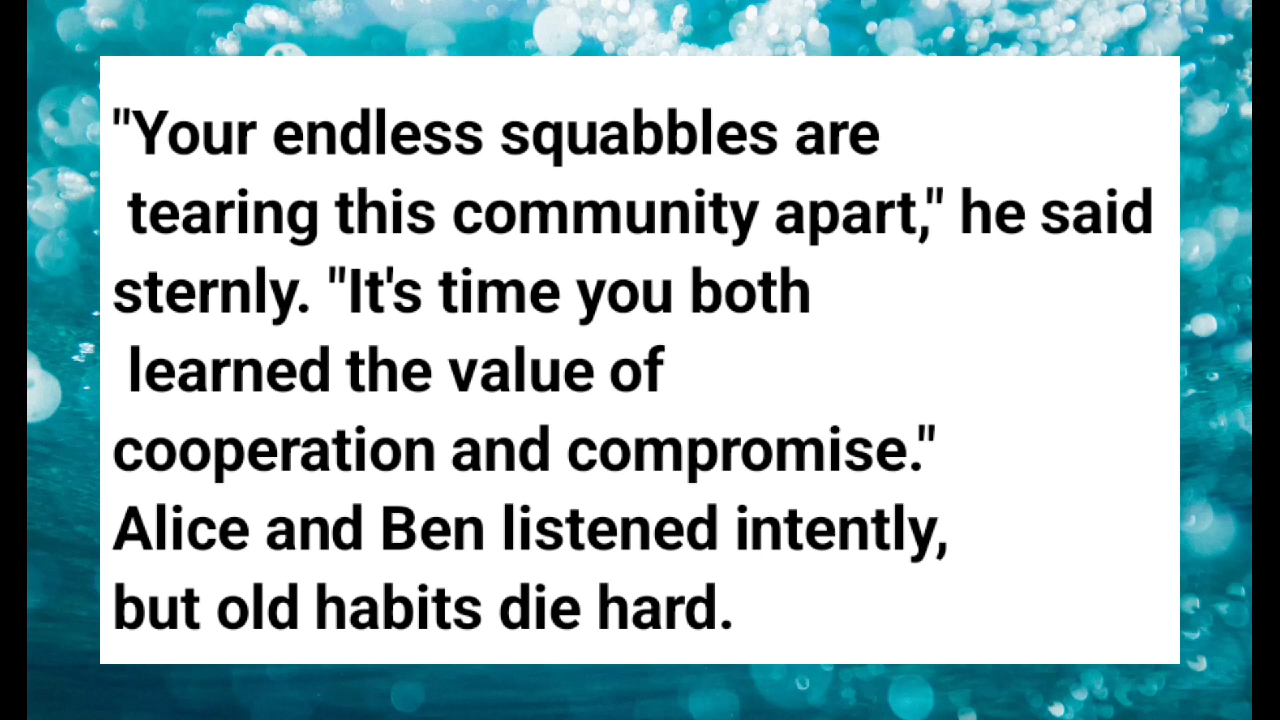 "Your endless squabbles are
tearing this community apart," he said
sternly. "It's time you both
learned the value of
cooperation and compromise."
Alice and Ben listened intently,
but old habits die hard.